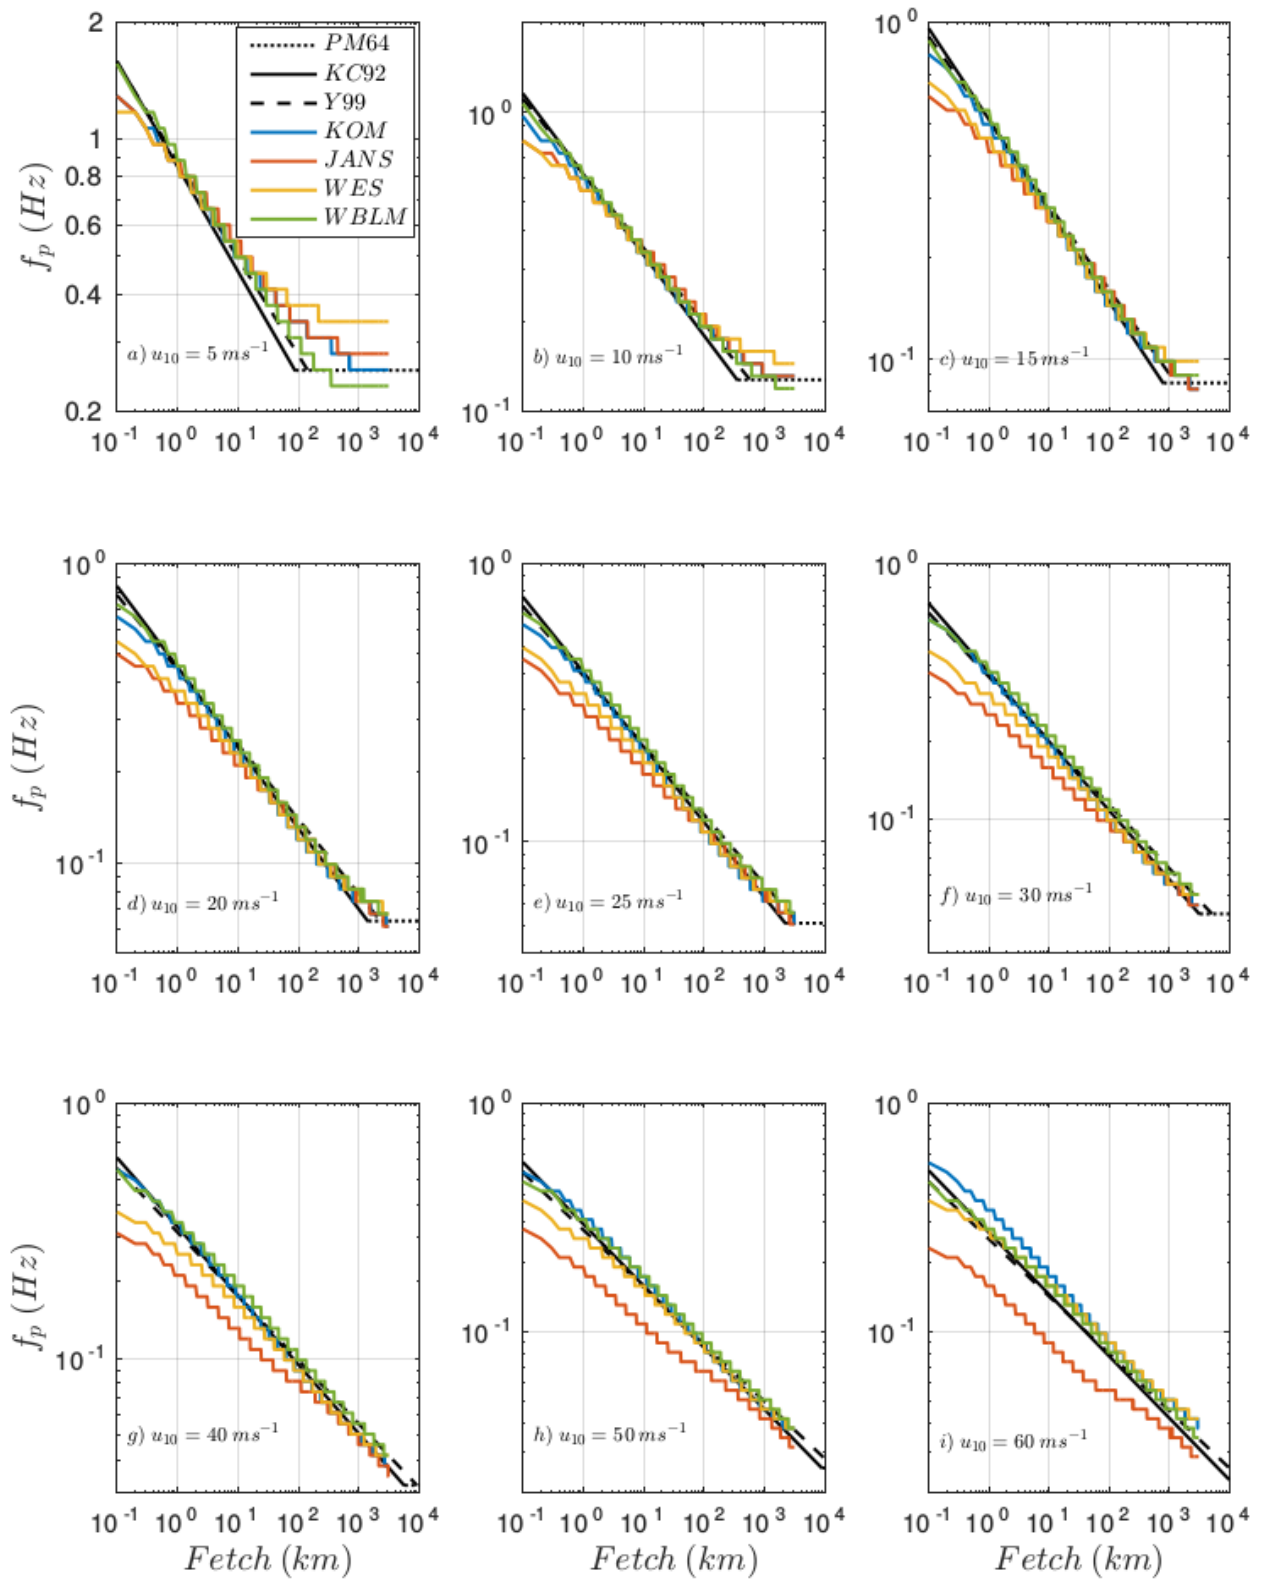 2
1
0.8
0.6
0.4
0.2
f_p (Hz)
PM64
KC92
Y99
KOM
JANS
WES
WBLM
a) u_10 = 5 ms^-1
10^-1 10^0 10^1 10^2 10^3 10^4
10^0
10^-1
b) u_10 = 10 ms^-1
10^-1 10^0 10^1 10^2 10^3 10^4
10^0
10^-1
c) u_10 = 15 ms^-1
10^-1 10^0 10^1 10^2 10^3 10^4
10^0
10^-1
f_p (Hz)
d) u_10 = 20 ms^-1
10^-1 10^0 10^1 10^2 10^3 10^4
10^0
10^-1
e) u_10 = 25 ms^-1
10^-1 10^0 10^1 10^2 10^3 10^4
10^0
10^-1
f) u_10 = 30 ms^-1
10^-1 10^0 10^1 10^2 10^3 10^4
10^0
10^-1
f_p (Hz)
g) u_10 = 40 ms^-1
10^-1 10^0 10^1 10^2 10^3 10^4
Fetch (km)
10^0
10^-1
h) u_10 = 50 ms^-1
10^-1 10^0 10^1 10^2 10^3 10^4
Fetch (km)
10^0
10^-1
i) u_10 = 60 ms^-1
10^-1 10^0 10^1 10^2 10^3 10^4
Fetch (km)